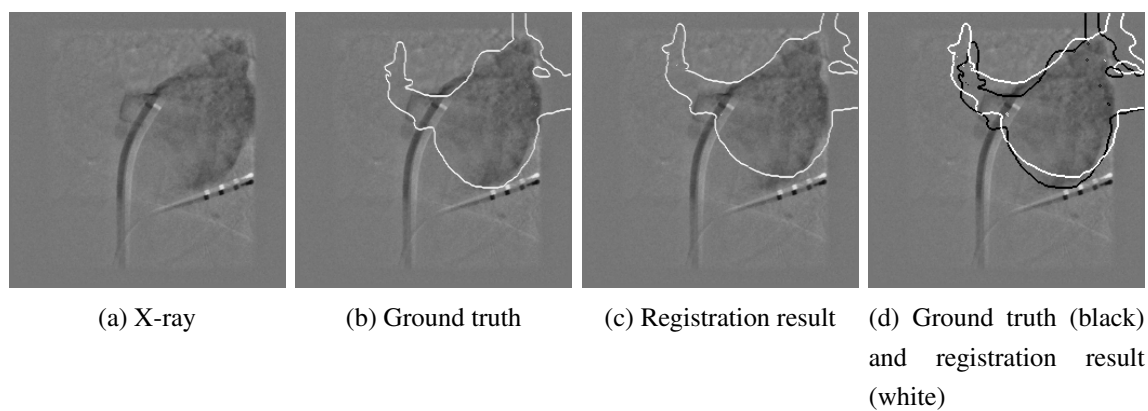 (a) X-ray
(b) Ground truth
(c) Registration result
(d) Ground truth (black)
and registration result
(white)